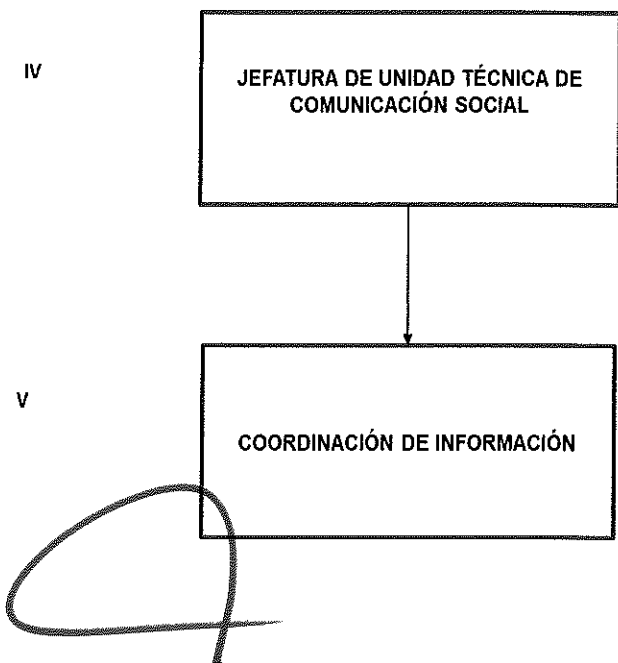 IV
JEFATURA DE UNIDAD TÉCNICA DE
COMUNICACIÓN SOCIAL
V
COORDINACIÓN DE INFORMACIÓN